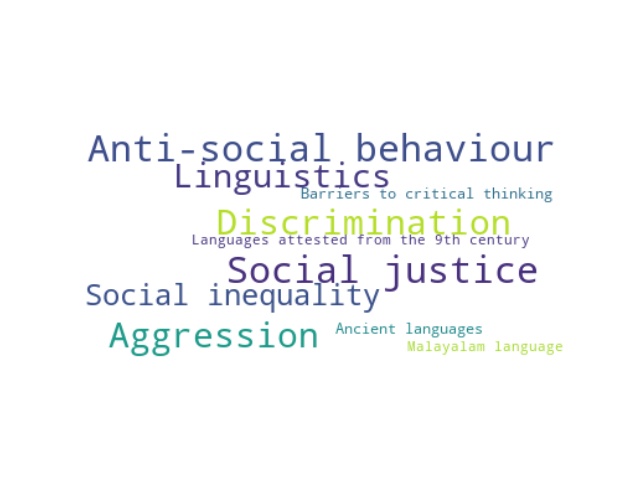 Anti-social behaviour
Linguistics
Barriers to critical thinking
Discrimination
Languages attested from the 9th century
Social justice
Social inequality
Aggression
Ancient languages
Malayalam language